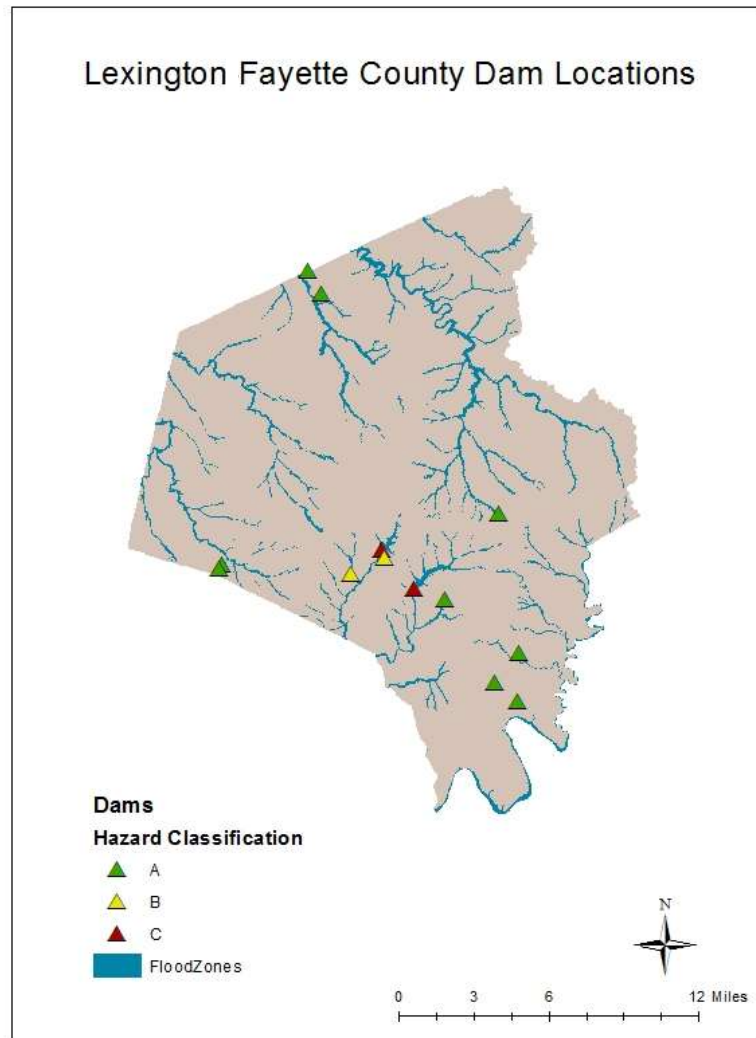 Lexington Fayette County Dam Locations
Dams
Hazard Classification
A
B
C
FloodZones
N
0 3 6 12 Miles